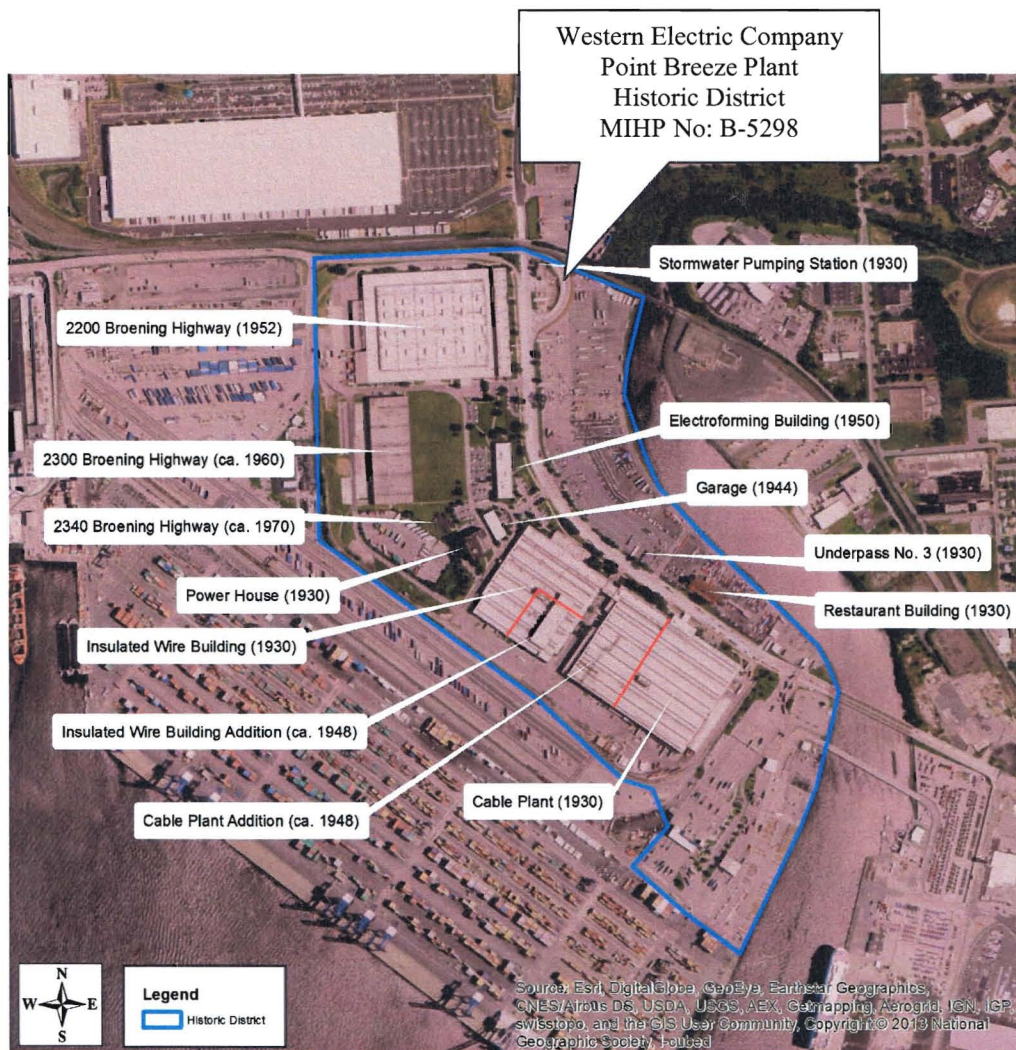 Western Electric Company
Point Breeze Plant
Historic District
MIHP No: B-5298
Stormwater Pumping Station (1930)
2200 Broening Highway (1952)
Electroforming Building (1950)
2300 Broening Highway (ca. 1960)
Garage (1944)
2340 Broening Highway (ca. 1970)
Underpass No. 3 (1930)
Power House (1930)
Restaurant Building (1930)
Insulated Wire Building (1930)
Insulated Wire Building Addition (ca. 1948)
Cable Plant (1930)
Cable Plant Addition (ca. 1948)
N
W E
S
Legend
Historic District
Source: Esri, DigitalGlobe, GeoEye, Earthstar Geographics,
CNES/Airbus DS, USDA, USGS, AEX, Getmapping, Aerogrid, IGN, IGP,
swisstopo, and the GIS User Community, Copyright:© 2013 National
Geographic Society, i-cubed